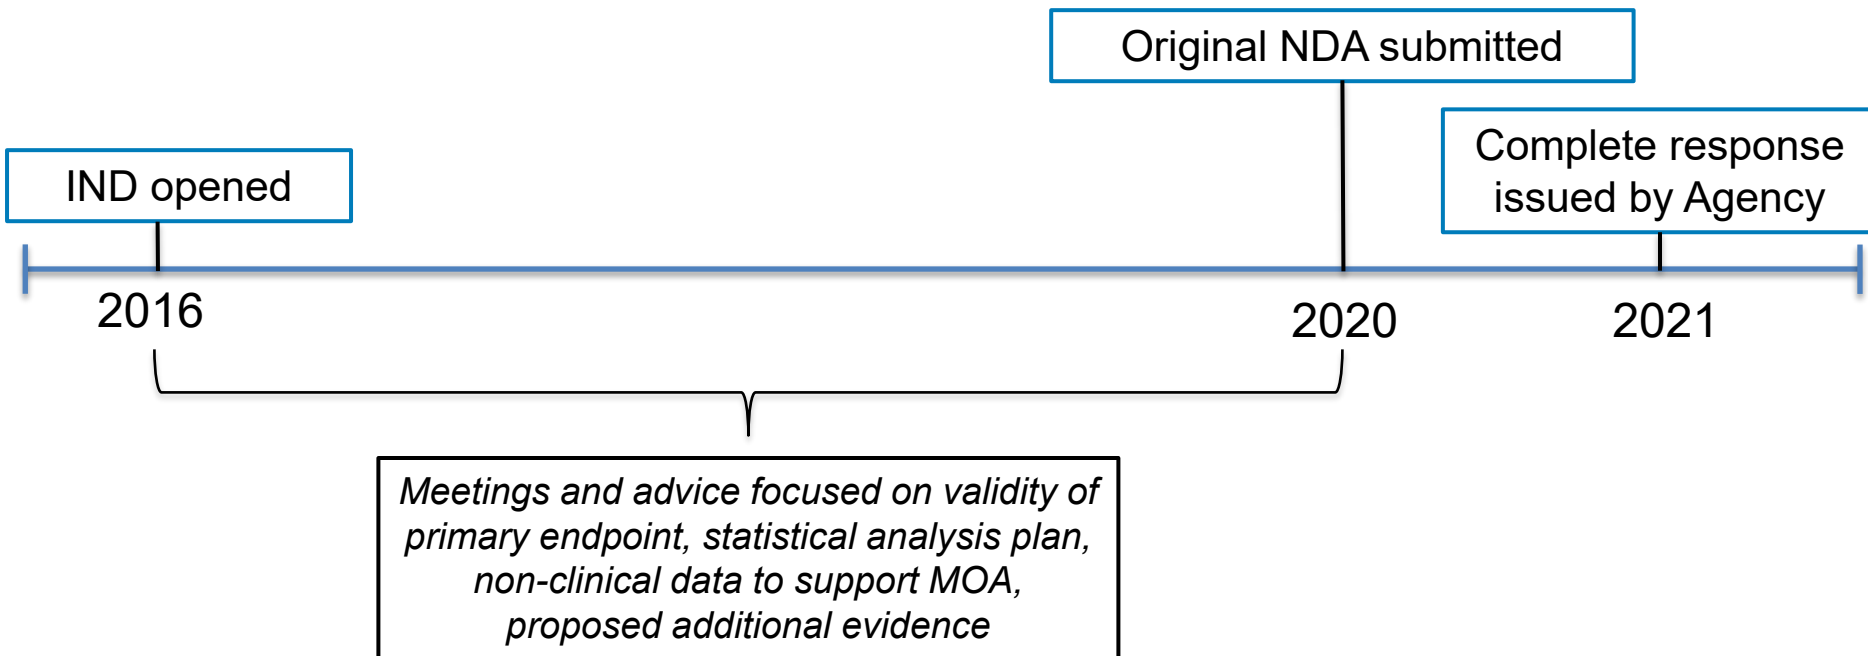 Original NDA submitted
Complete response
issued by Agency
IND opened
2016
2020
2021
Meetings and advice focused on validity of
primary endpoint, statistical analysis plan,
non-clinical data to support MOA,
proposed additional evidence